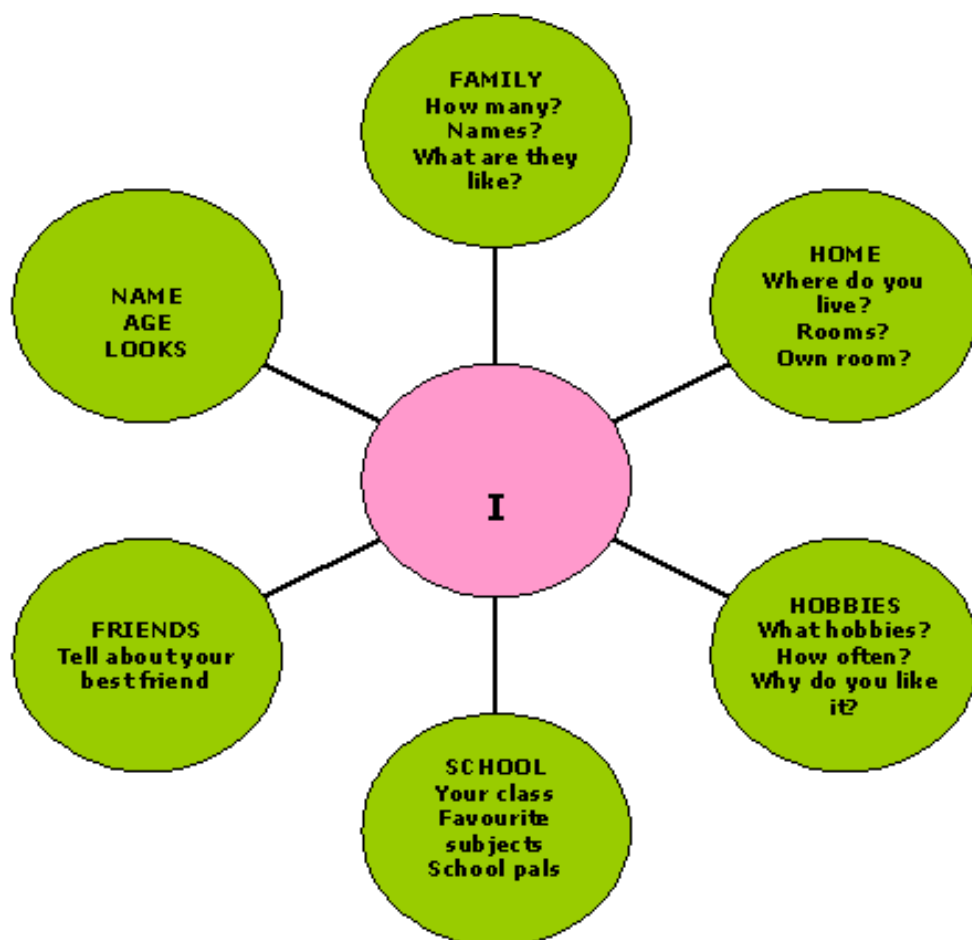 FAMILY
How many?
Names?
What are they
like?
HOME
Where do you
live?
Rooms?
Own room?
NAME
AGE
LOOKS
I
FRIENDS
Tell about your
best friend
HOBBIES
What hobbies?
How often?
Why do you like
it?
SCHOOL
Your class
Favourite
subjects
School pals